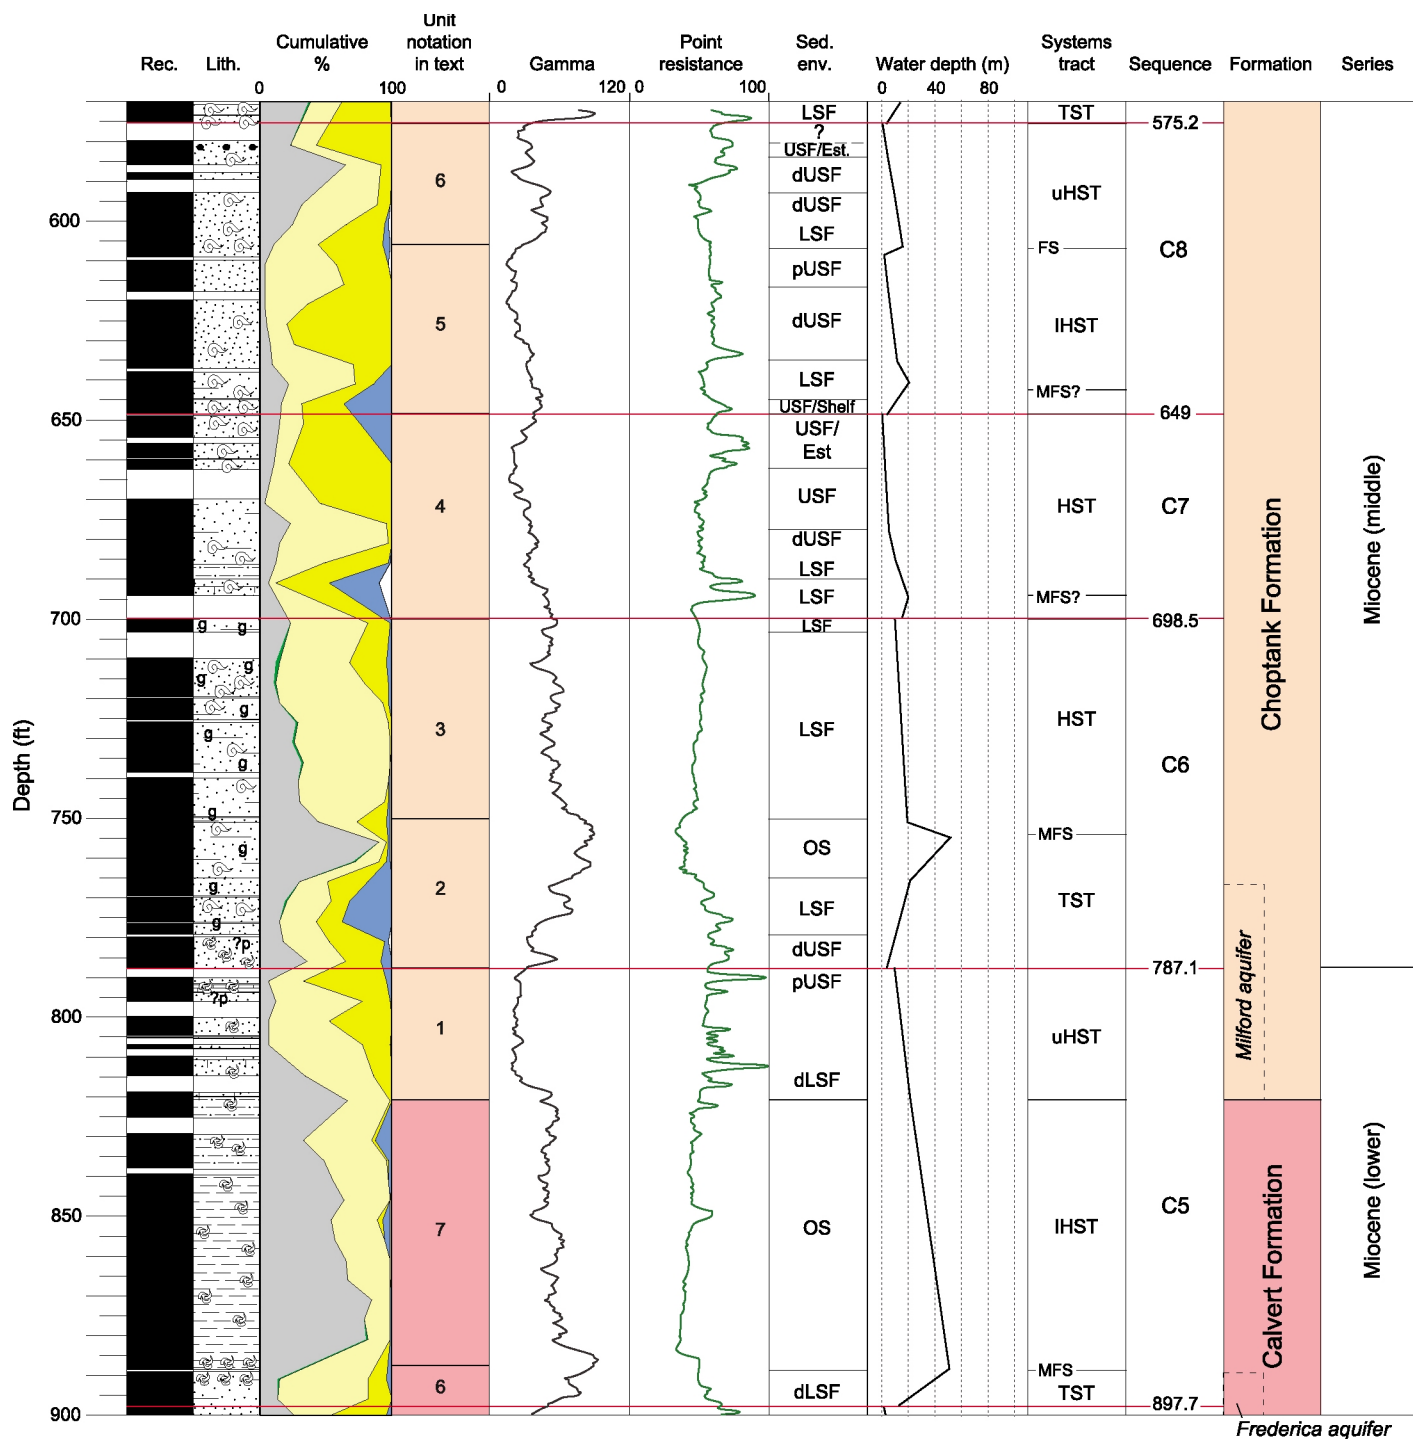 Rec.
Lith.
Cumulative
%
Unit
notation
in text
Gamma
Point
resistance
Sed.
env.
Water depth (m)
Systems
tract
Sequence
Formation
Series
0 100
0 120
0 100
0 40 80
Depth (ft)
600
650
700
750
800
850
900
g g
g
g
g
g
g
g
g
g
g
?p
?p
6
5
4
3
2
1
7
6
LSF
?
USF/Est.
dUSF
dUSF
LSF
pUSF
dUSF
LSF
USF/Shelf
USF/
Est
USF
dUSF
LSF
LSF
LSF
LSF
OS
LSF
dUSF
pUSF
dLSF
OS
dLSF
TST
uHST
FS
lHST
MFS?
HST
MFS?
HST
MFS
TST
uHST
lHST
MFS
TST
575.2
C8
649
C7
698.5
C6
787.1
C5
897.7
Choptank Formation
Milford aquifer
Calvert Formation
Frederica aquifer
Miocene (middle)
Miocene (lower)